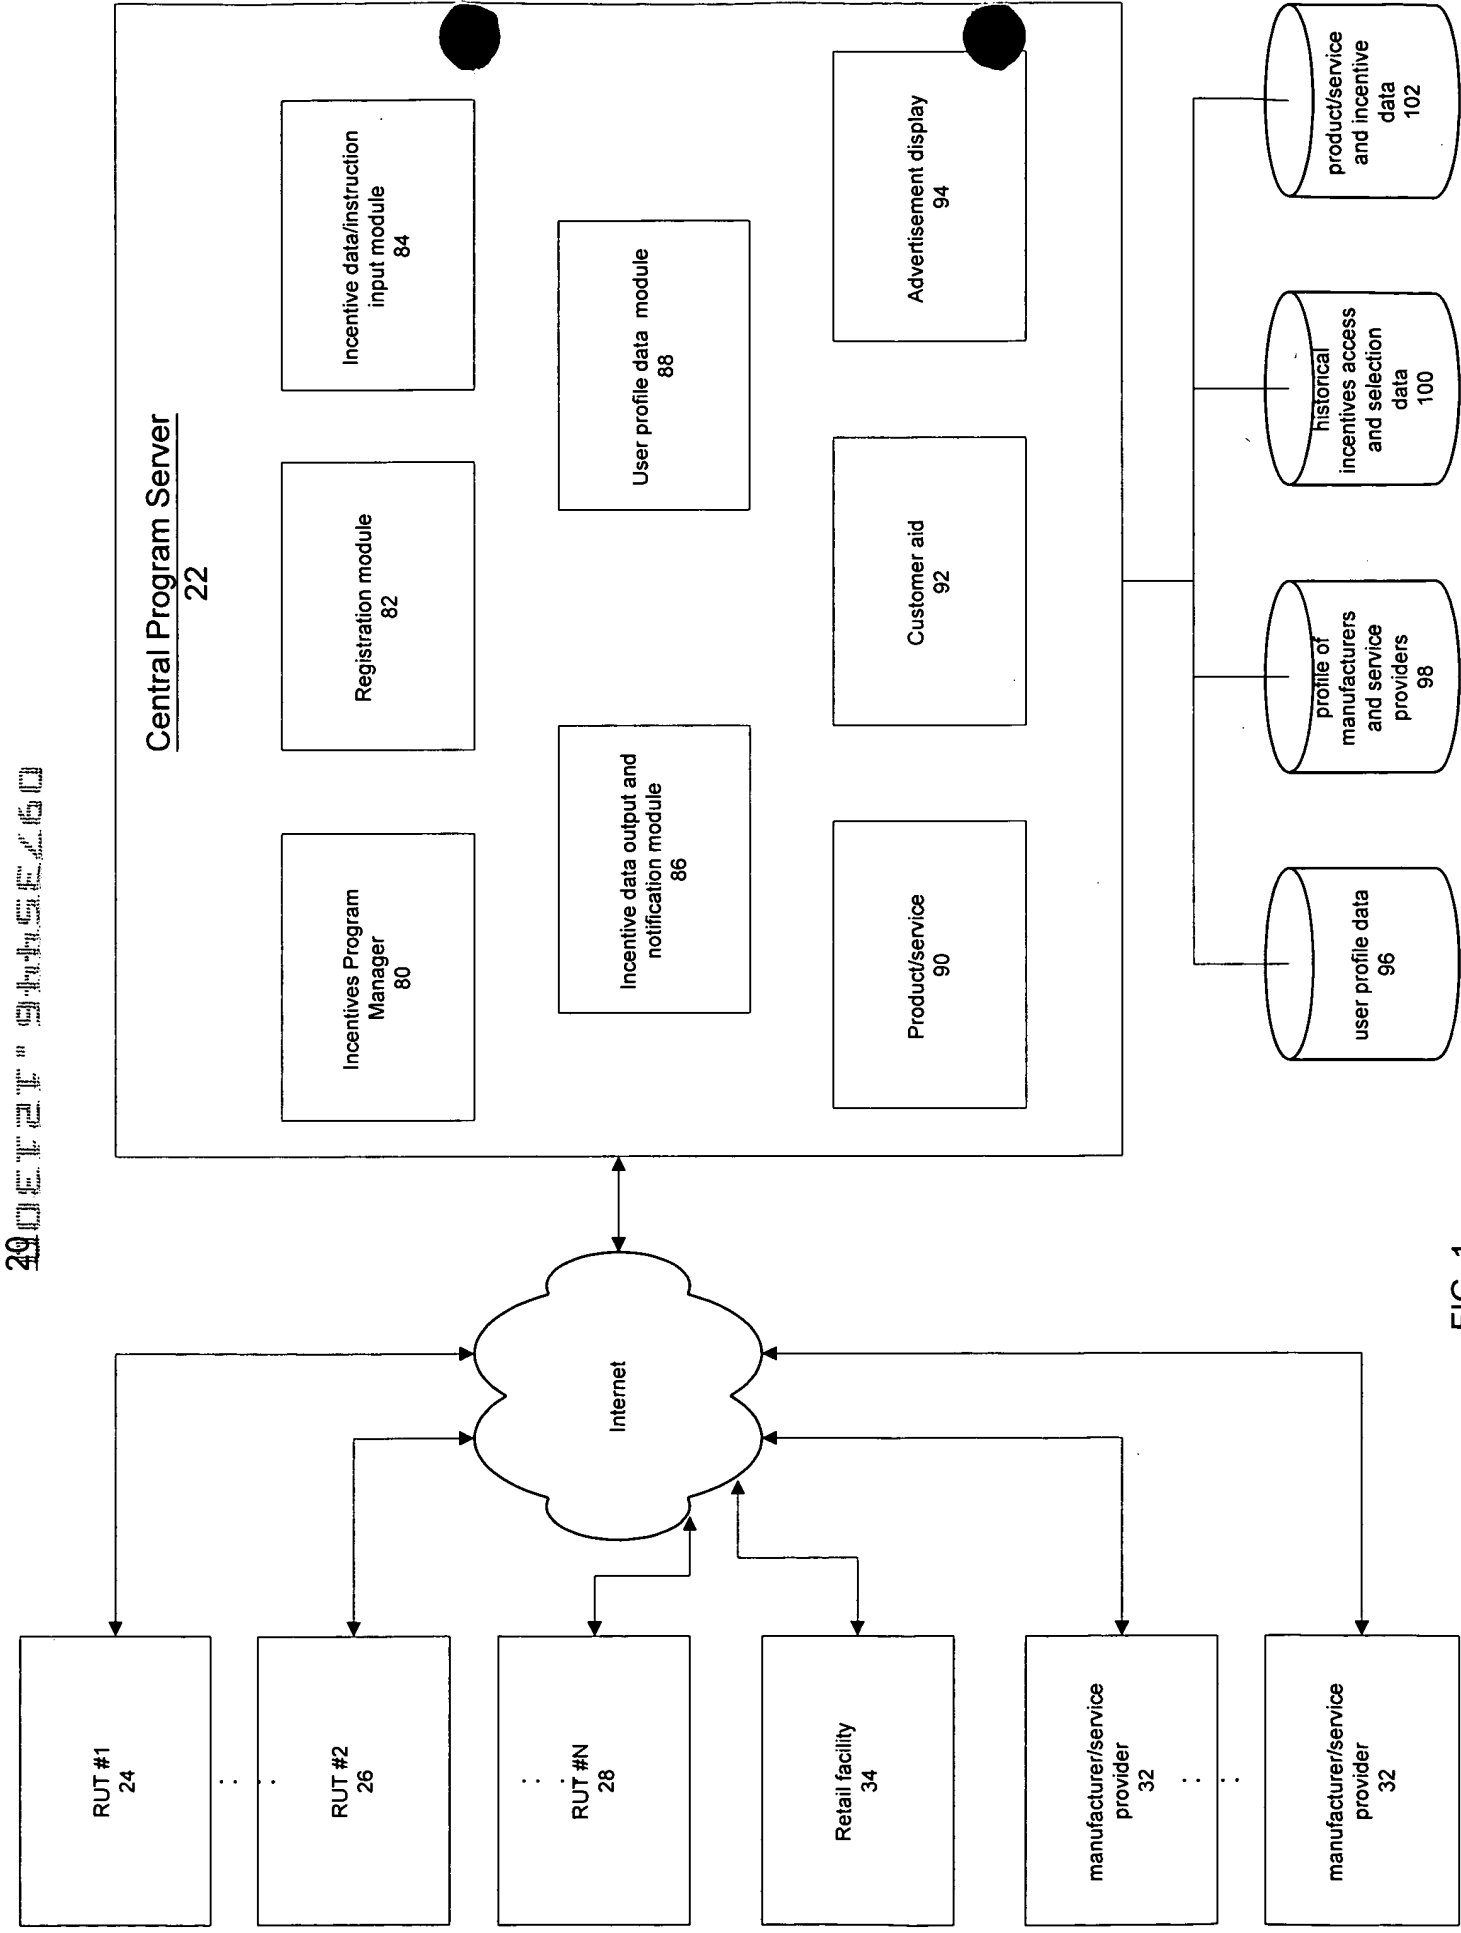 20
Central Program Server
22
Incentives Program
Manager
80
Registration module
82
Incentive data/instruction
input module
84
Incentive data output and
notification module
86
User profile data module
88
Product/service
90
Customer aid
92
Advertisement display
94
RUT #1
24
. .
. .
RUT #2
26
. .
.
RUT #N
28
Retail facility
34
manufacturer/service
provider
32
. .
. .
manufacturer/service
provider
32
Internet
user profile data
96
profile of
manufacturers
and service
providers
98
historical
incentives access
and selection
data
100
product/service
and incentive
data
102